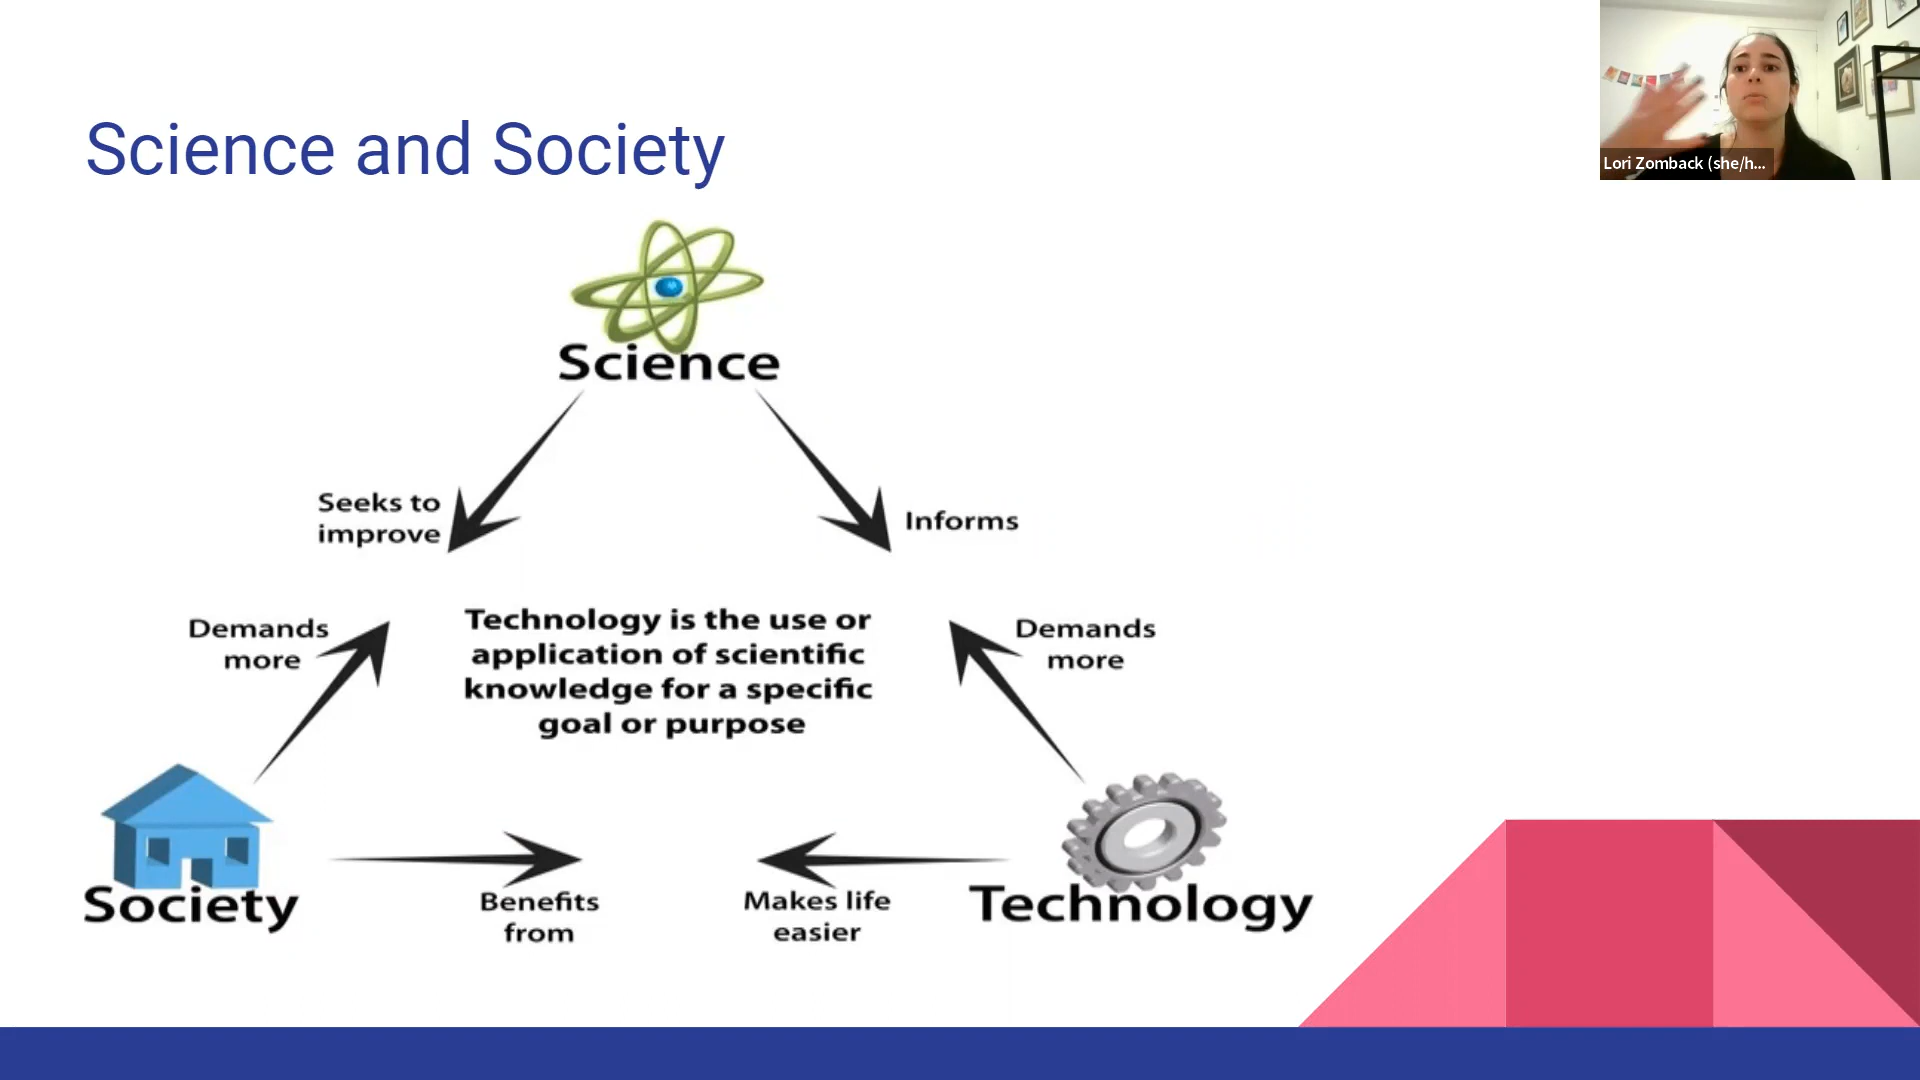 Science and Society
Lori Zomback (she/h...
Science
Seeks to
improve
Informs
Demands
more
Technology is the use or
application of scientific
knowledge for a specific
goal or purpose
Demands
more
Society
Benefits
from
Makes life
easier
Technology